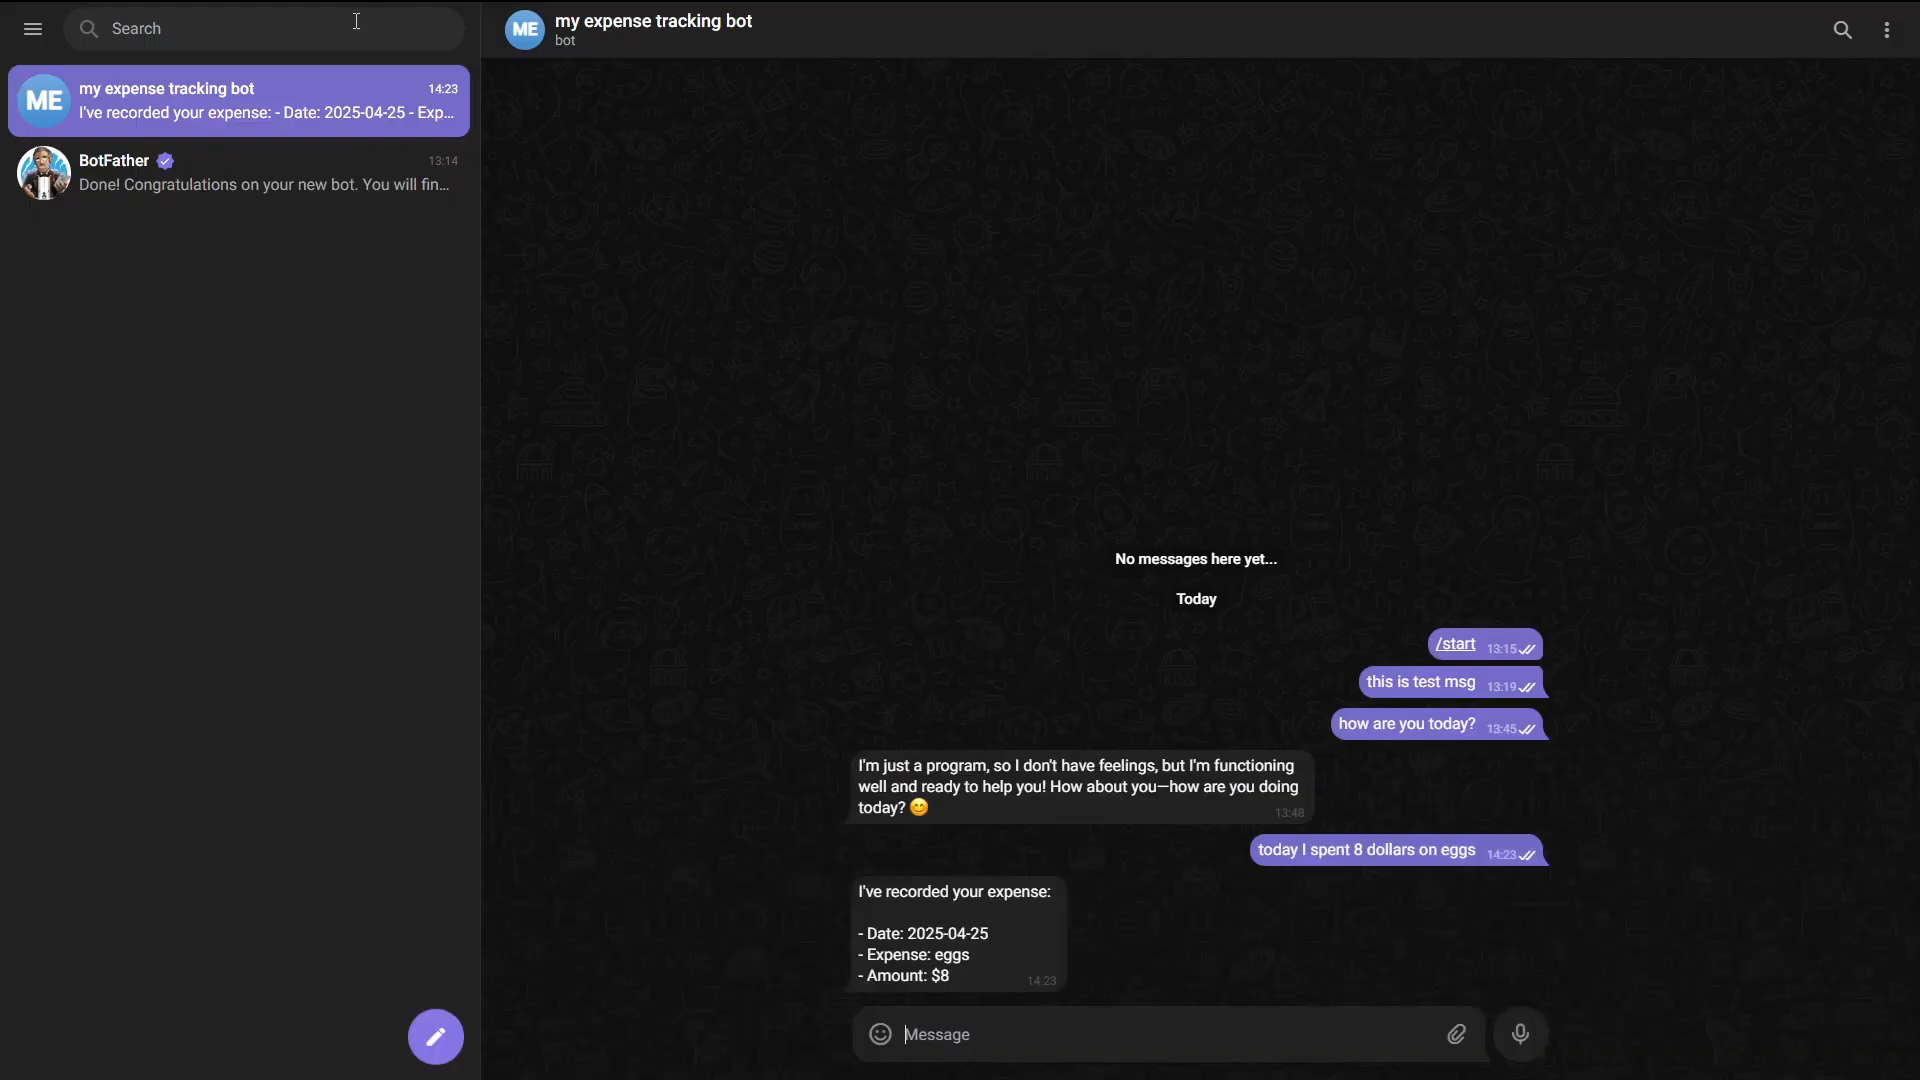 Search
ME
my expense tracking bot
bot
ME
my expense tracking bot
14:23
I've recorded your expense: - Date: 2025-04-25 - Exp...
BotFather
13:14
Done! Congratulations on your new bot. You will fin...
No messages here yet...
Today
/start 13:15
this is test msg 13:19
how are you today? 13:45
I'm just a program, so I don't have feelings, but I'm functioning
well and ready to help you! How about you—how are you doing
today? 😊
13:48
today I spent 8 dollars on eggs 14:23
I've recorded your expense:
- Date: 2025-04-25
- Expense: eggs
- Amount: $8
14:23
Message